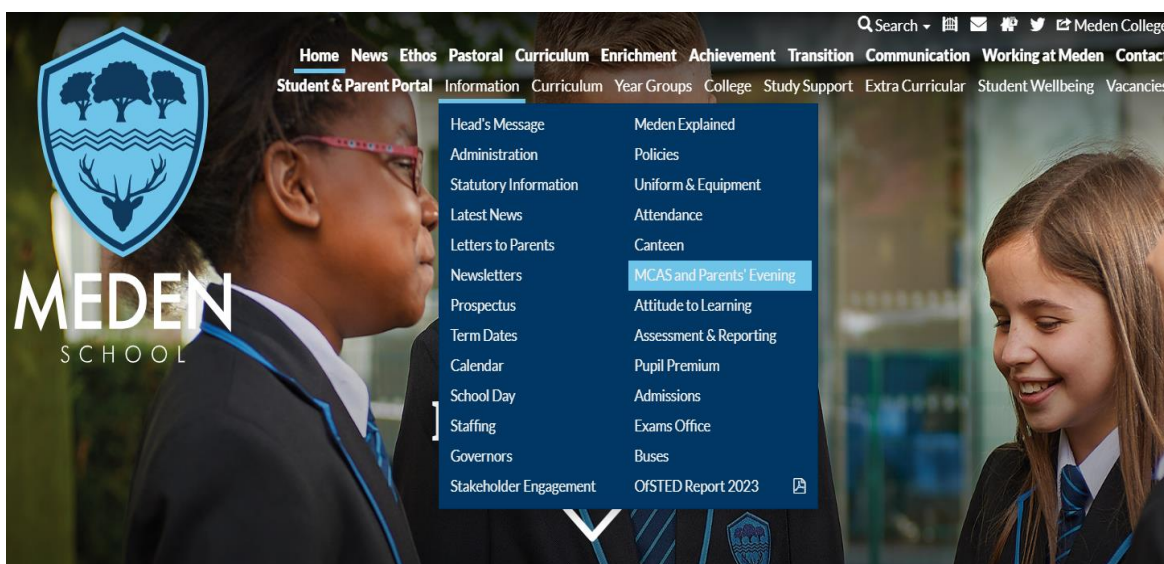 Search
Meden College
Home News Ethos Pastoral Curriculum Enrichment Achievement Transition Communication Working at Meden Contact
Student & Parent Portal Information Curriculum Year Groups College Study Support Extra Curricular Student Wellbeing Vacancies
Head's Message
Administration
Statutory Information
Latest News
Letters to Parents
Newsletters
Prospectus
Term Dates
Calendar
School Day
Staffing
Governors
Stakeholder Engagement
Meden Explained
Policies
Uniform & Equipment
Attendance
Canteen
MCAS and Parents' Evening
Attitude to Learning
Assessment & Reporting
Pupil Premium
Admissions
Exams Office
Buses
OfSTED Report 2023
MEDEN
SCHOOL